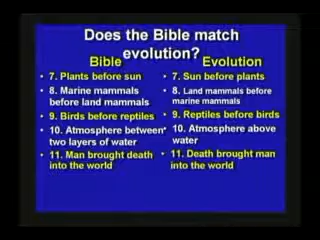 Does the Bible match
evolution?
Bible
• 7. Plants before sun
• 8. Marine mammals
before land mammals
• 9. Birds before reptiles
• 10. Atmosphere between
two layers of water
• 11. Man brought death
into the world
Evolution
• 7. Sun before plants
• 8. Land mammals before
marine mammals
• 9. Reptiles before birds
• 10. Atmosphere above
water
• 11. Death brought man
into the world